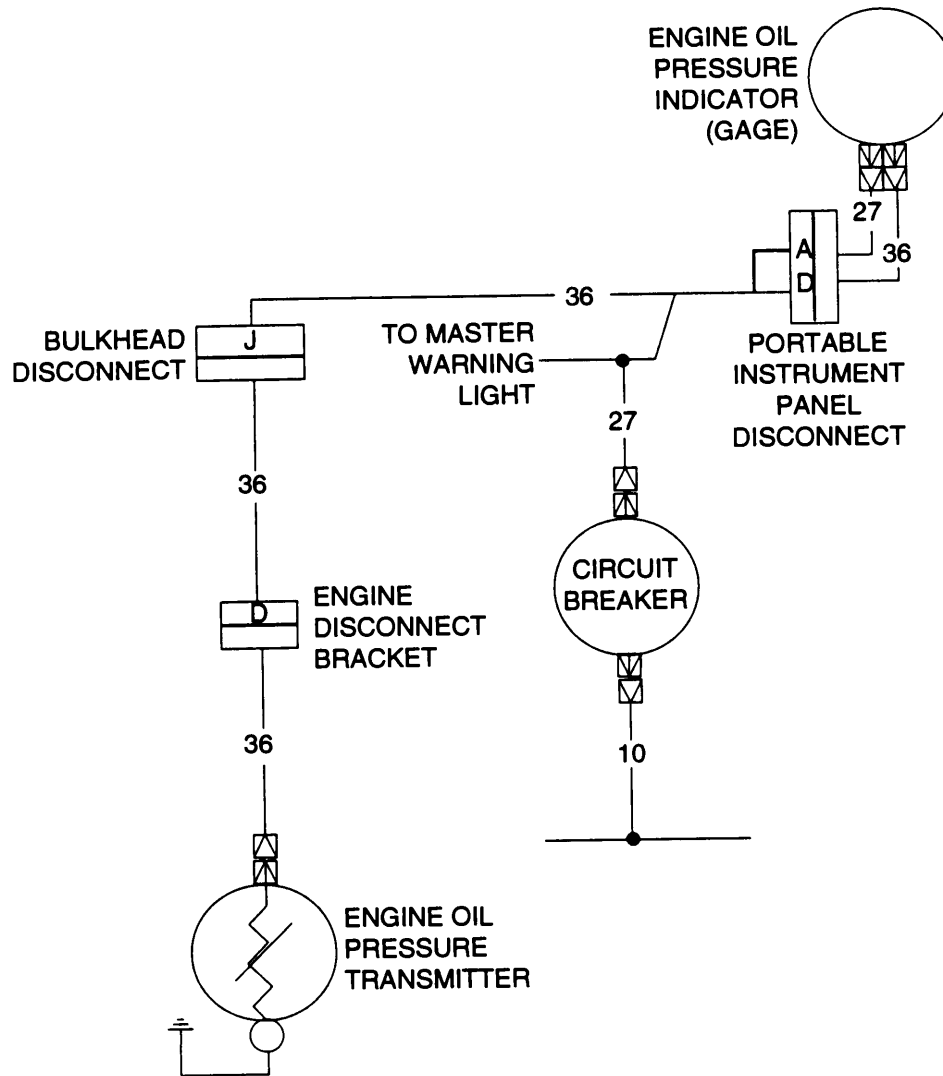 ENGINE OIL
PRESSURE
INDICATOR
(GAGE)
27
36
A
D
36
BULKHEAD
DISCONNECT
J
TO MASTER
WARNING
LIGHT
PORTABLE
INSTRUMENT
PANEL
DISCONNECT
27
36
CIRCUIT
BREAKER
ENGINE
DISCONNECT
BRACKET
D
36
10
ENGINE OIL
PRESSURE
TRANSMITTER